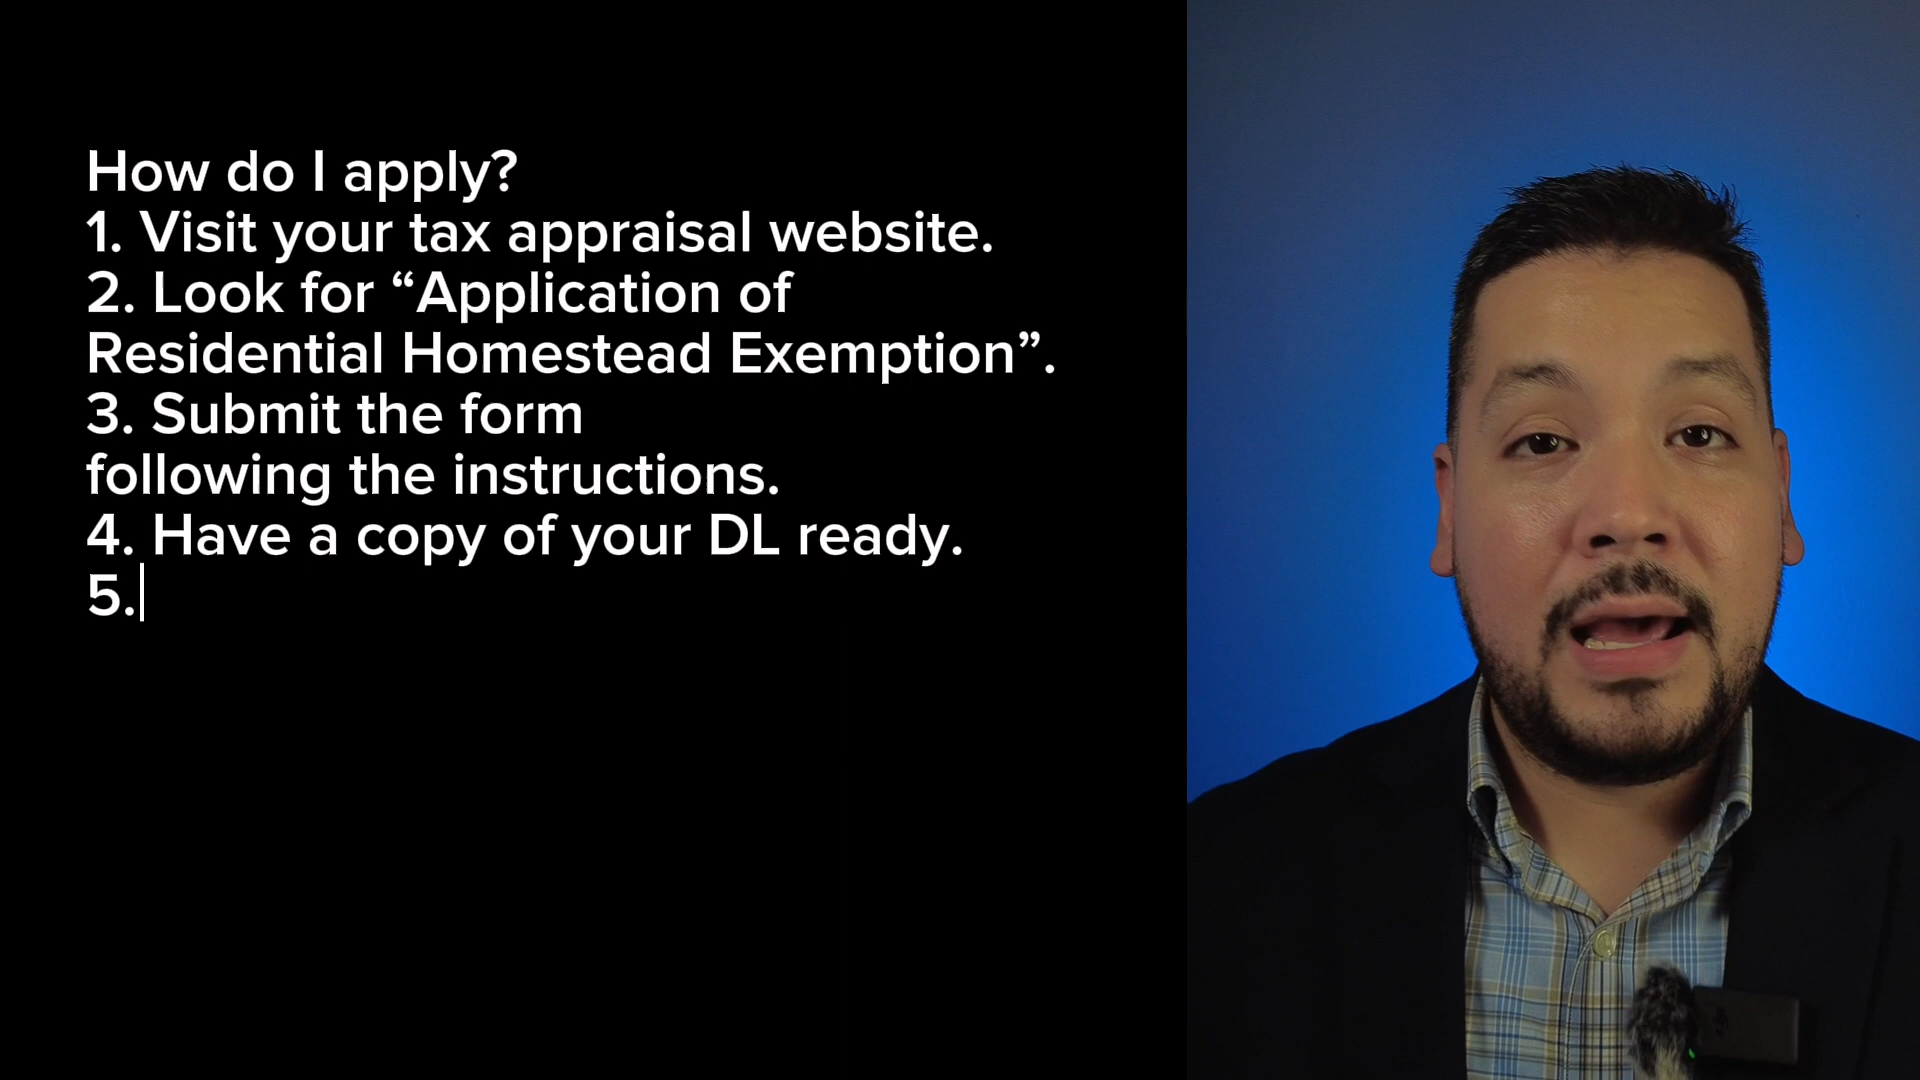 How do I apply?
1. Visit your tax appraisal website.
2. Look for “Application of
Residential Homestead Exemption”.
3. Submit the form
following the instructions.
4. Have a copy of your DL ready.
5.